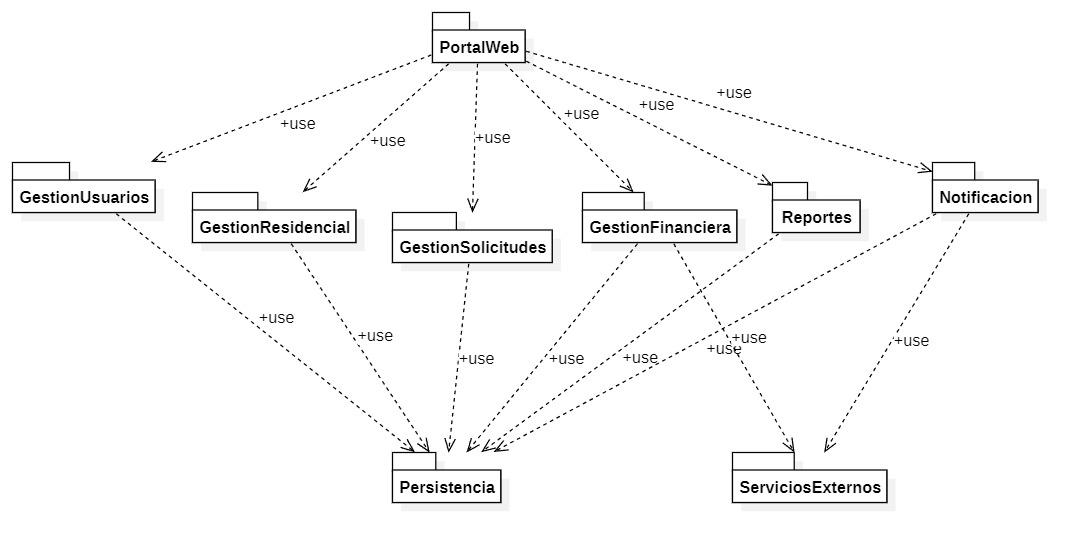 PortalWeb
+use
+use
+use
+use
+use
+use
GestionUsuarios
GestionResidencial
GestionSolicitudes
GestionFinanciera
Reportes
Notificacion
+use
+use
+use
+use
+use
+use
+use
+use
Persistencia
ServiciosExternos